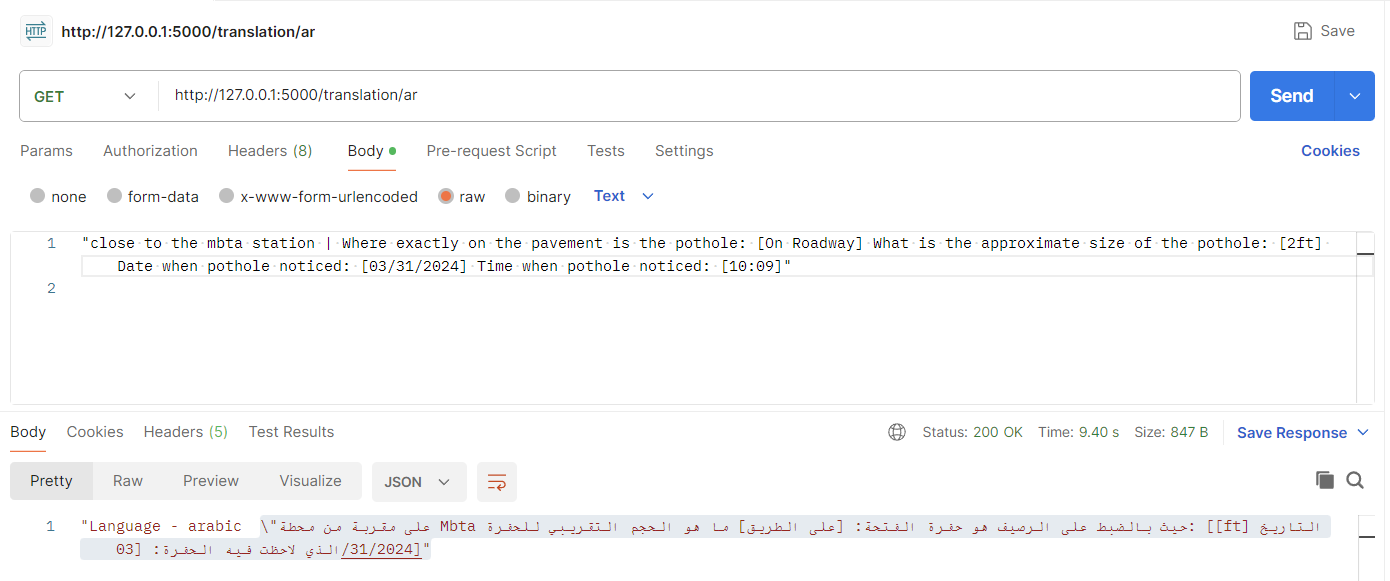 HTTP
http://127.0.0.1:5000/translation/ar
Save
GET
http://127.0.0.1:5000/translation/ar
Send
Params Authorization Headers (8) Body Pre-request Script Tests Settings Cookies
none form-data x-www-form-urlencoded raw binary Text
1 "close to the mbta station | Where exactly on the pavement is the pothole: [On Roadway] What is the approximate size of the pothole: [2ft]
Date when pothole noticed: [03/31/2024] Time when pothole noticed: [10:09]"
2
Body Cookies Headers (5) Test Results Status: 200 OK Time: 9.40 s Size: 847 B Save Response
Pretty Raw Preview Visualize JSON
1 "Language - arabic \"على مقربة من محطة Mbta حيث بالضبط على الرصيف هو حفرة الفتحة: [على الطريق] ما هو الحجم التقريبي للحفرة: [[ft] التاريخ
الذي لاحظت فيه الحفرة: [03/31/2024]"